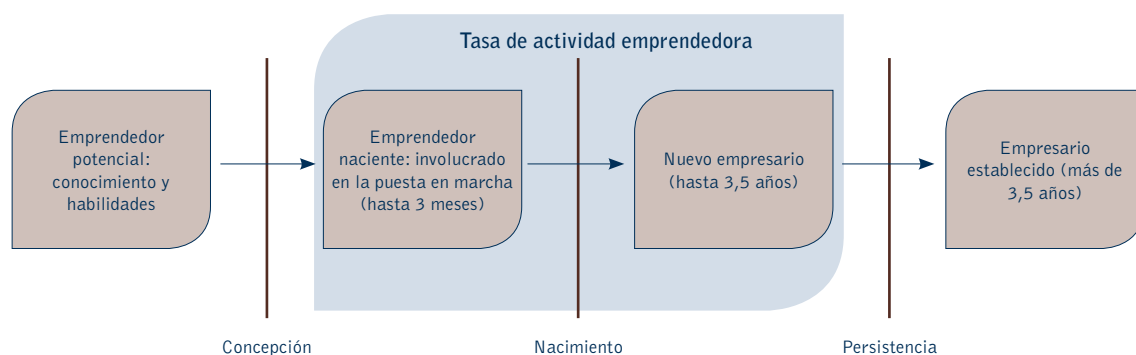 Tasa de actividad emprendedora
Emprendedor
potencial:
conocimiento y
habilidades
Emprendedor
naciente: involucrado
en la puesta en marcha
(hasta 3 meses)
Nuevo empresario
(hasta 3,5 años)
Empresario
establecido (más de
3,5 años)
Concepción
Nacimiento
Persistencia